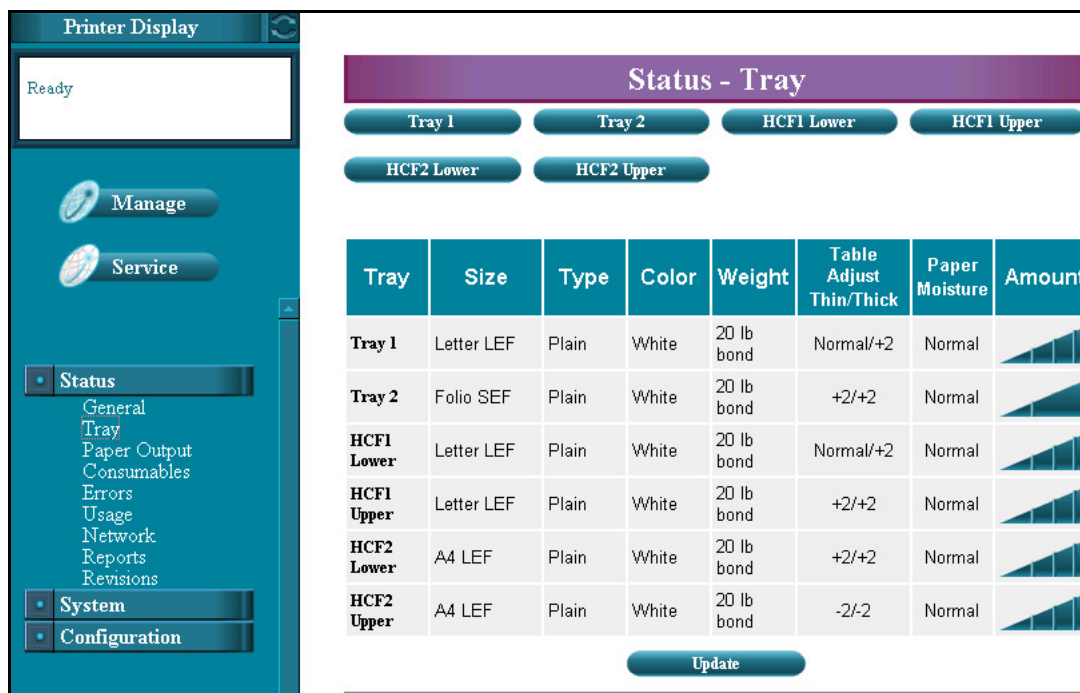 Printer Display
Ready
Manage
Service
Status
General
Tray
Paper Output
Consumables
Errors
Usage
Network
Reports
Revisions
System
Configuration
Status - Tray
Tray 1 Tray 2 HCF1 Lower HCF1 Upper
HCF2 Lower HCF2 Upper
Tray Size Type Color Weight Table Adjust Thin/Thick Paper Moisture Amount
Tray 1 Letter LEF Plain White 20 lb bond Normal/+2 Normal
Tray 2 Folio SEF Plain White 20 lb bond +2/+2 Normal
HCF1 Lower Letter LEF Plain White 20 lb bond Normal/+2 Normal
HCF1 Upper Letter LEF Plain White 20 lb bond +2/+2 Normal
HCF2 Lower A4 LEF Plain White 20 lb bond +2/+2 Normal
HCF2 Upper A4 LEF Plain White 20 lb bond -2/-2 Normal
Update